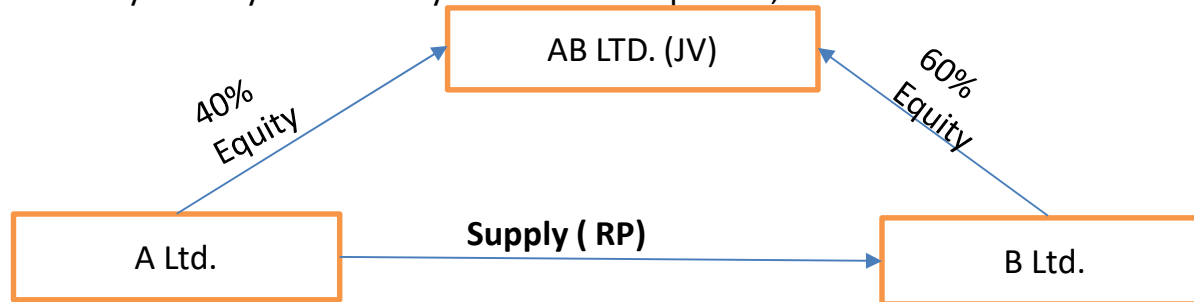 AB LTD. (JV)
40%
Equity
60%
Equity
Supply ( RP)
A Ltd.
B Ltd.